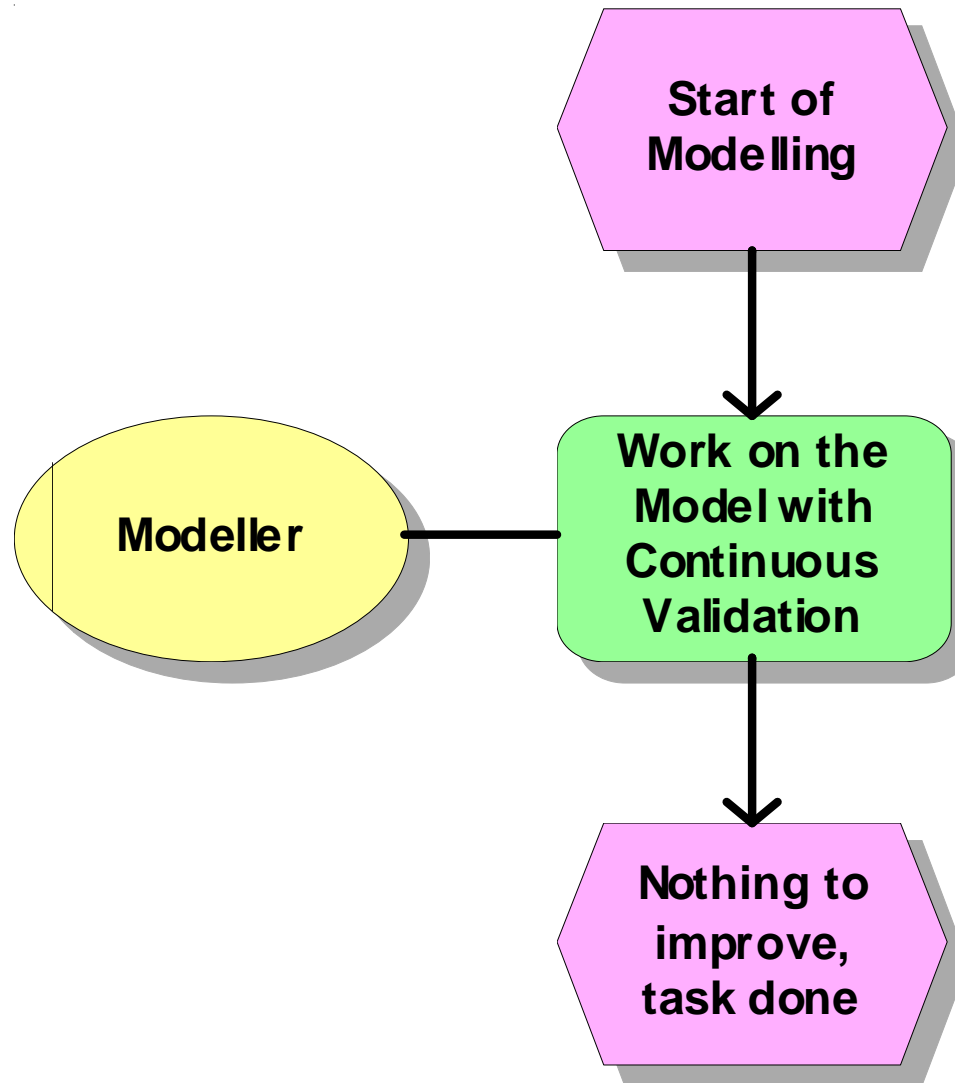 Start of
Modelling
Modeller
Work on the
Model with
Continuous
Validation
Nothing to
improve,
task done